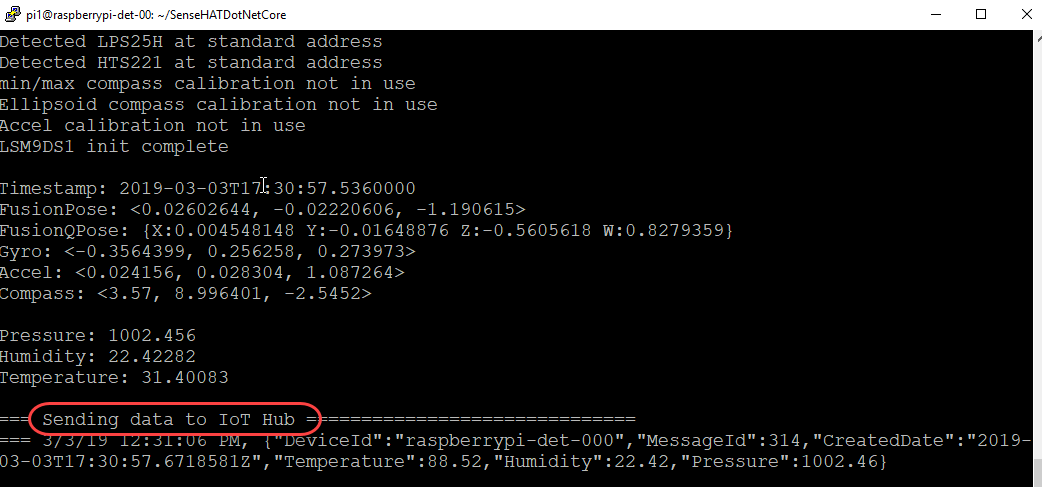 pi1@raspberrypi-det-00: ~/SenseHATDotNetCore
Detected LPS25H at standard address
Detected HTS221 at standard address
min/max compass calibration not in use
Ellipsoid compass calibration not in use
Accel calibration not in use
LSM9DS1 init complete
Timestamp: 2019-03-03T17:30:57.5360000
FusionPose: <0.02602644, -0.02220606, -1.190615>
FusionQPose: {X:0.004548148 Y:-0.01648876 Z:-0.5605618 W:0.8279359}
Gyro: <-0.3564399, 0.256258, 0.273973>
Accel: <0.024156, 0.028304, 1.087264>
Compass: <3.57, 8.996401, -2.5452>
Pressure: 1002.456
Humidity: 22.42282
Temperature: 31.40083
=== Sending data to IoT Hub ==============================
=== 3/3/19 12:31:06 PM, {"DeviceId":"raspberrypi-det-000","MessageId":314,"CreatedDate":"2019-
03-03T17:30:57.6718581Z","Temperature":88.52,"Humidity":22.42,"Pressure":1002.46}